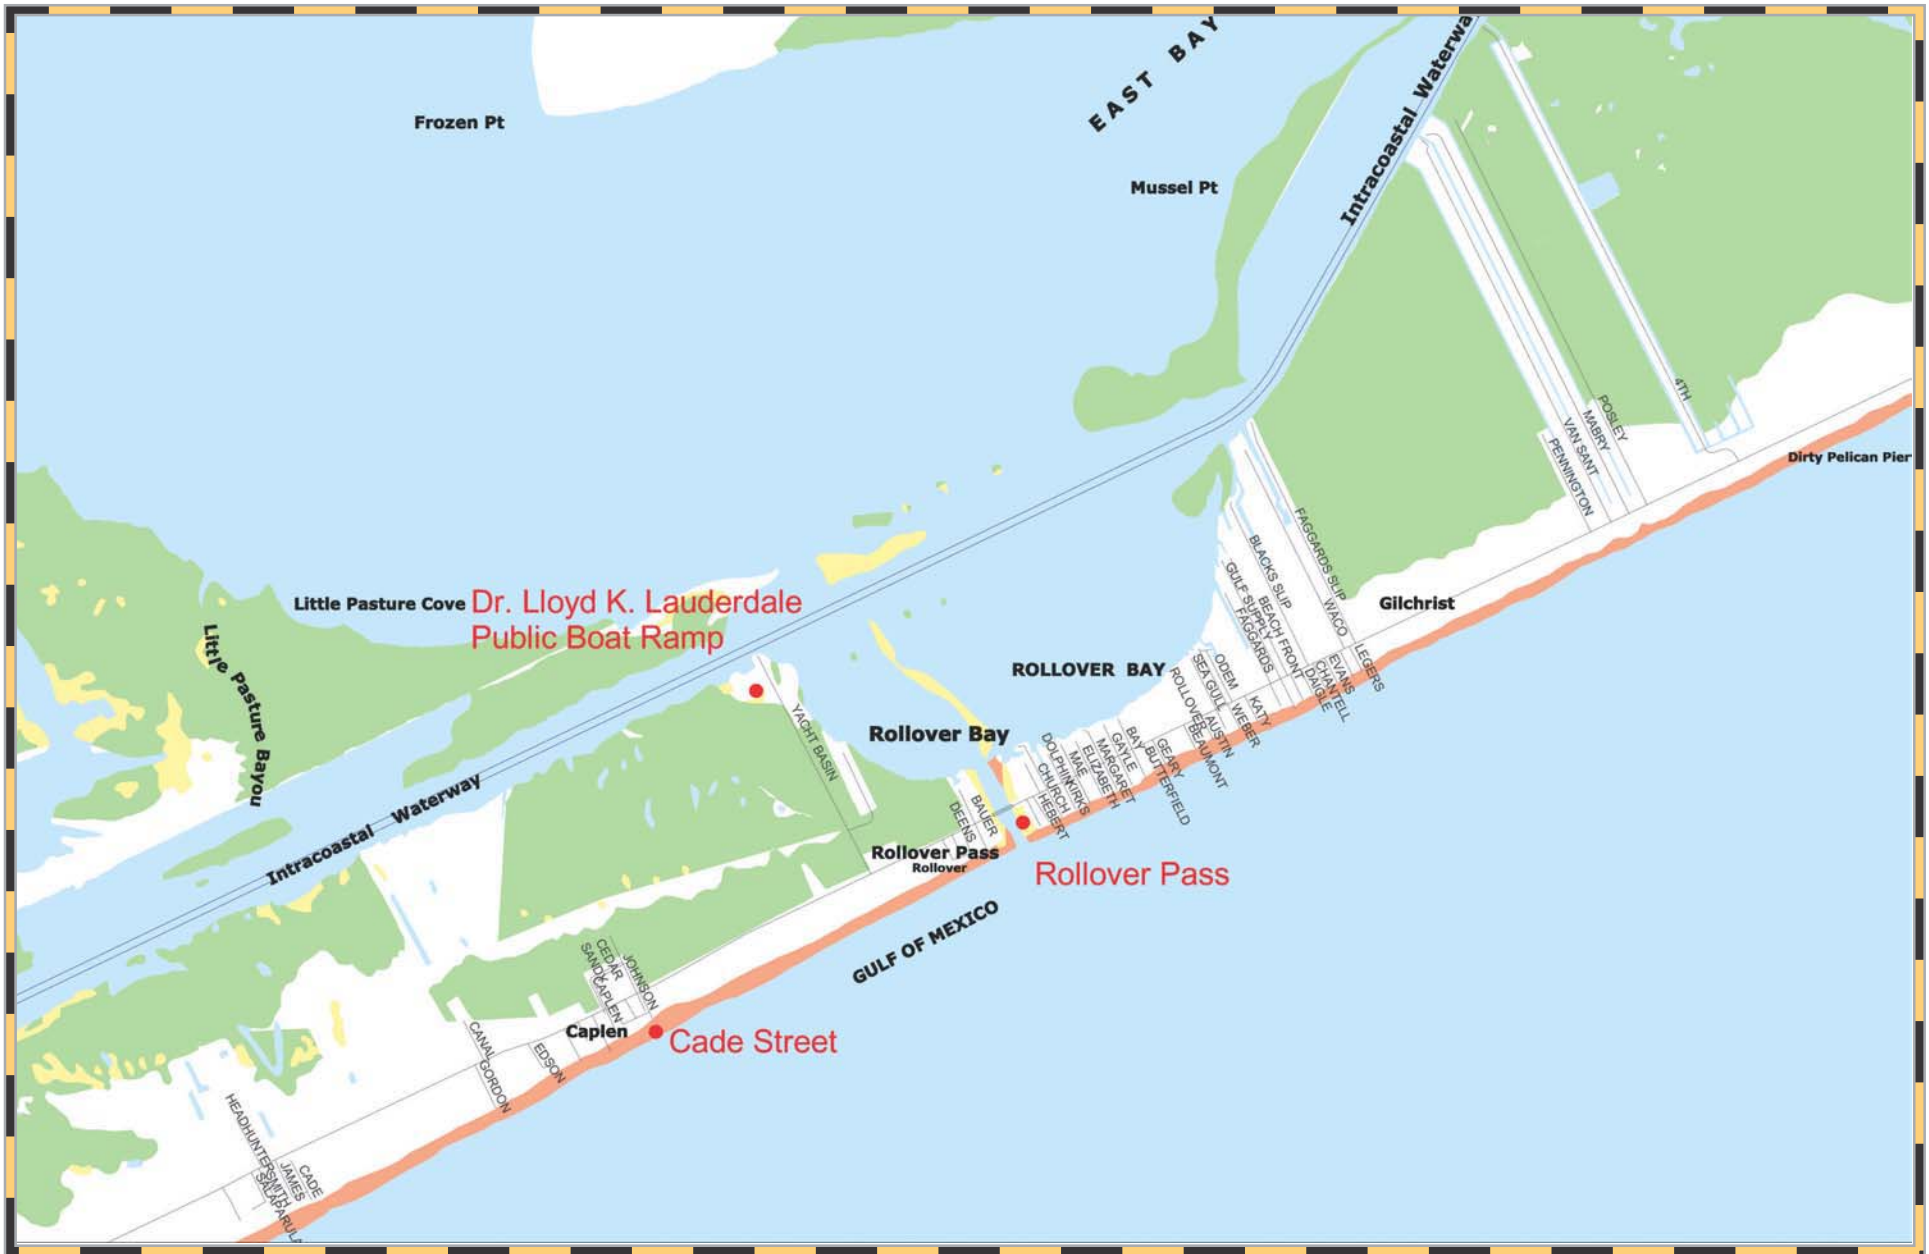 EAST BAY
Intracoastal Waterwa
Frozen Pt
Mussel Pt
4TH
POSLEY
MABRY
VAN SANT
PENNINGTON
Dirty Pelican Pier
FAGGARDS SLIP
BLACKS SLIP
WACO
GULF SUPPLY
BEACH FRONT
FAGGARDS
Gilchrist
LEGERS
EVANS
CHANTELL
DAIGLE
Little Pasture Cove
Dr. Lloyd K. Lauderdale
Public Boat Ramp
Little Pasture Bayou
ROLLOVER BAY
ODEM
SEA GULL
ROLLOVER
KATY
WEBER
AUSTIN
BEAUMONT
YACHT BASIN
Rollover Bay
BAY
GAYLE
MARGARET
ELIZABETH
MAE
DOLPHIN
KIRKS
CHURCH
HEBERT
GEARY
BUTTERFIELD
BAUER
DEENS
Intracoastal Waterway
Rollover Pass
Rollover
Rollover Pass
GULF OF MEXICO
JOHNSON
CEDAR
SANDY
CAPLEN
Caplen
Cade Street
CANAL
GORDON
EDSON
HEADHUNTER
SMITH
JAMES
CADE